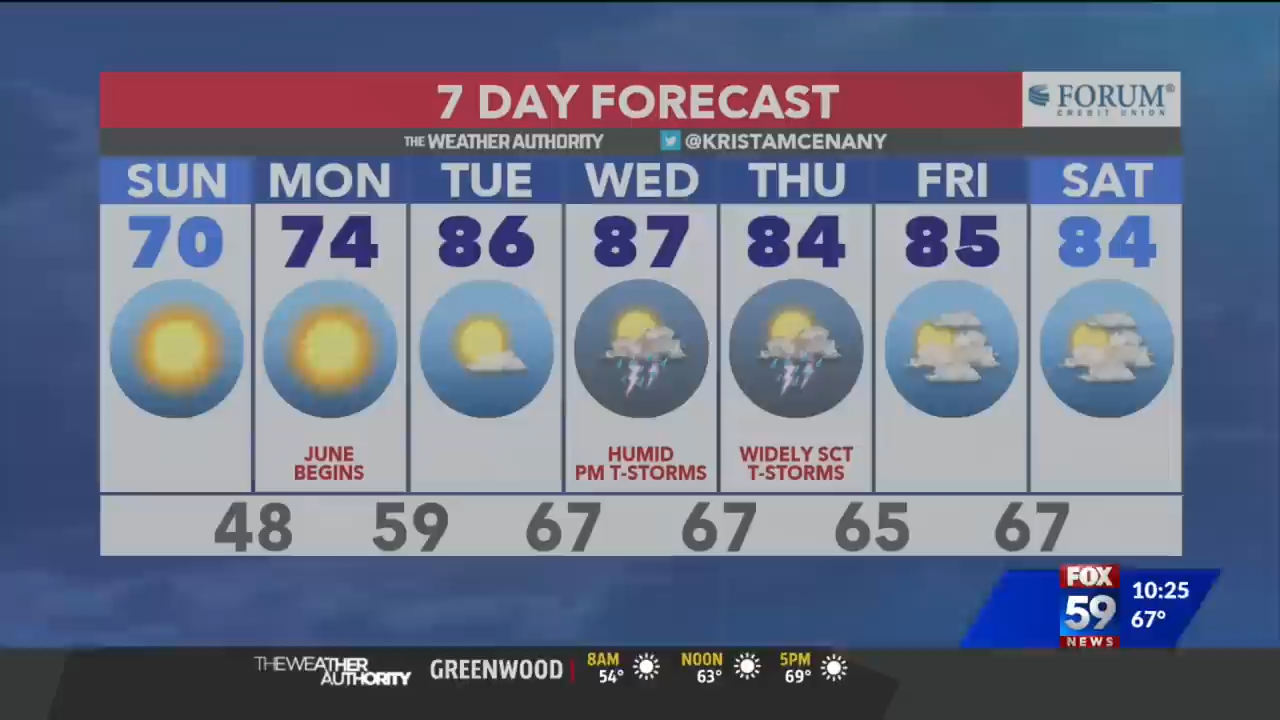 7 DAY FORECAST
FORUM®
CREDIT UNION
THE WEATHER AUTHORITY @KRISTAMCENANY
SUN MON TUE WED THU FRI SAT
70 74 86 87 84 85 84
JUNE
BEGINS
HUMID
PM T-STORMS
WIDELY SCT
T-STORMS
48 59 67 67 65 67
FOX
59
NEWS
10:25
67°
THE WEATHER
AUTHORITY
GREENWOOD
8AM
54°
NOON
63°
5PM
69°